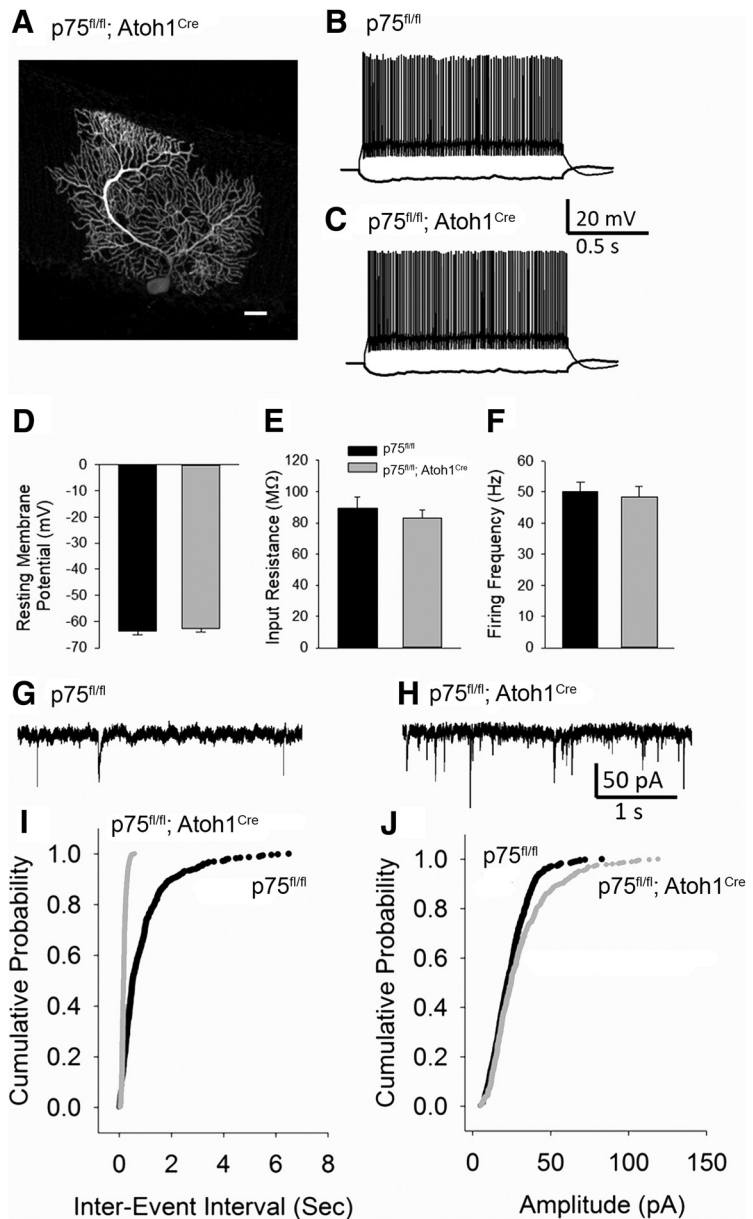 A p75fl/fl; Atoh1Cre
B p75fl/fl
C p75fl/fl; Atoh1Cre
20 mV
0.5 s
D
Resting Membrane
Potential (mV)
0
-10
-20
-30
-40
-50
-60
-70
E
p75fl/fl
p75fl/fl; Atoh1Cre
Input Resistance (MΩ)
120
100
80
60
40
20
0
F
Firing Frequency (Hz)
60
50
40
30
20
10
0
G p75fl/fl
H p75fl/fl; Atoh1Cre
50 pA
1 s
I
p75fl/fl; Atoh1Cre
p75fl/fl
Cumulative Probability
1.0
0.8
0.6
0.4
0.2
0.0
0 2 4 6 8
Inter-Event Interval (Sec)
J
p75fl/fl
p75fl/fl; Atoh1Cre
Cumulative Probability
1.0
0.8
0.6
0.4
0.2
0.0
0 50 100 150
Amplitude (pA)